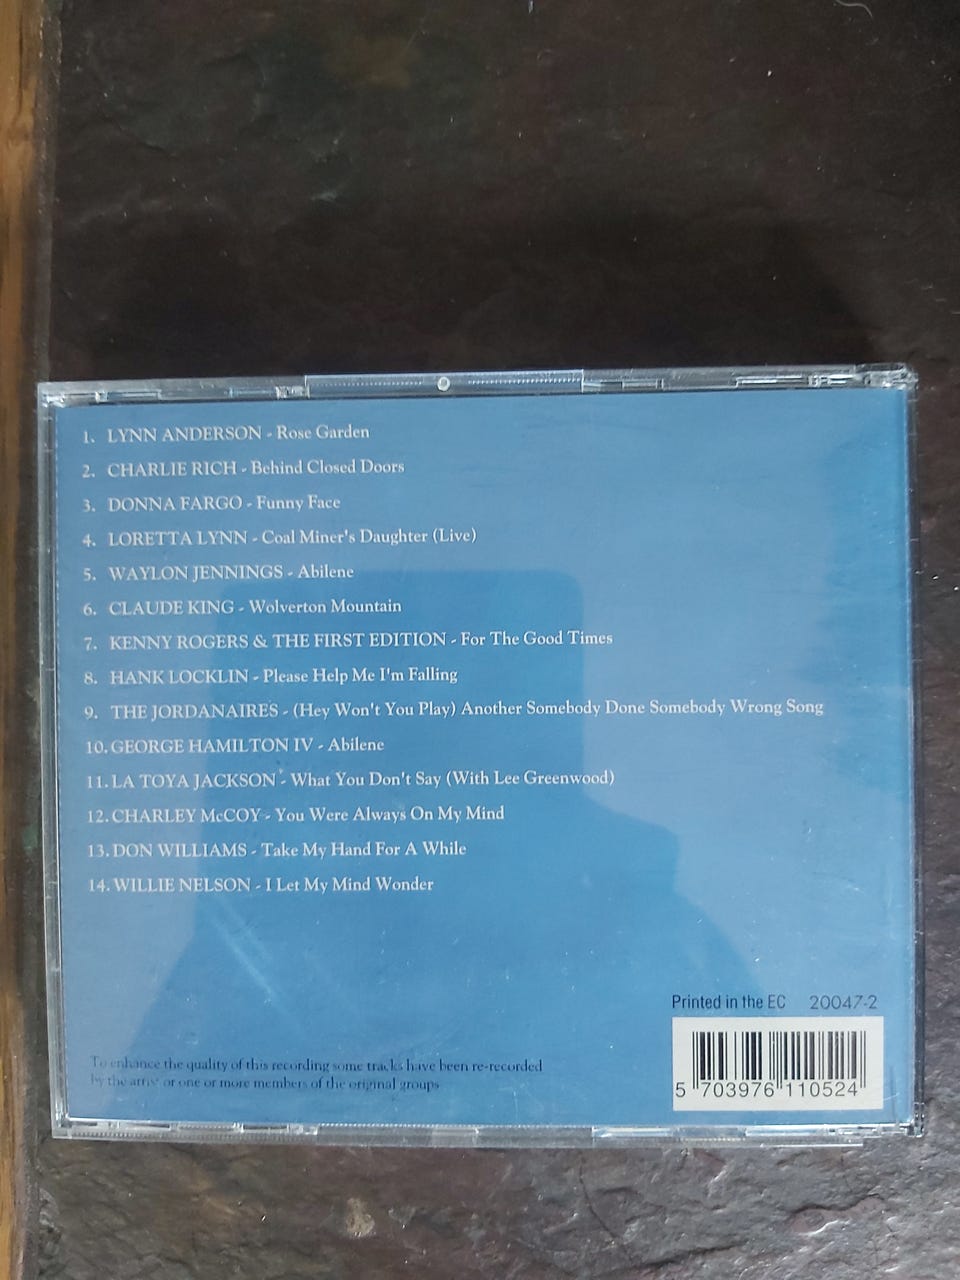 1. LYNN ANDERSON - Rose Garden
2. CHARLIE RICH - Behind Closed Doors
3. DONNA FARGO - Funny Face
4. LORETTA LYNN - Coal Miner's Daughter (Live)
5. WAYLON JENNINGS - Abilene
6. CLAUDE KING - Wolverton Mountain
7. KENNY ROGERS & THE FIRST EDITION - For The Good Times
8. HANK LOCKLIN - Please Help Me I'm Falling
9. THE JORDANAIRES - (Hey Won't You Play) Another Somebody Done Somebody Wrong Song
10. GEORGE HAMILTON IV - Abilene
11. LA TOYA JACKSON - What You Don't Say (With Lee Greenwood)
12. CHARLEY McCOY - You Were Always On My Mind
13. DON WILLIAMS - Take My Hand For A While
14. WILLIE NELSON - I Let My Mind Wonder
Printed in the EC 20047-2
To enhance the quality of this recording some tracks have been re-recorded
by the artist or one or more members of the original groups
5 703976 110524